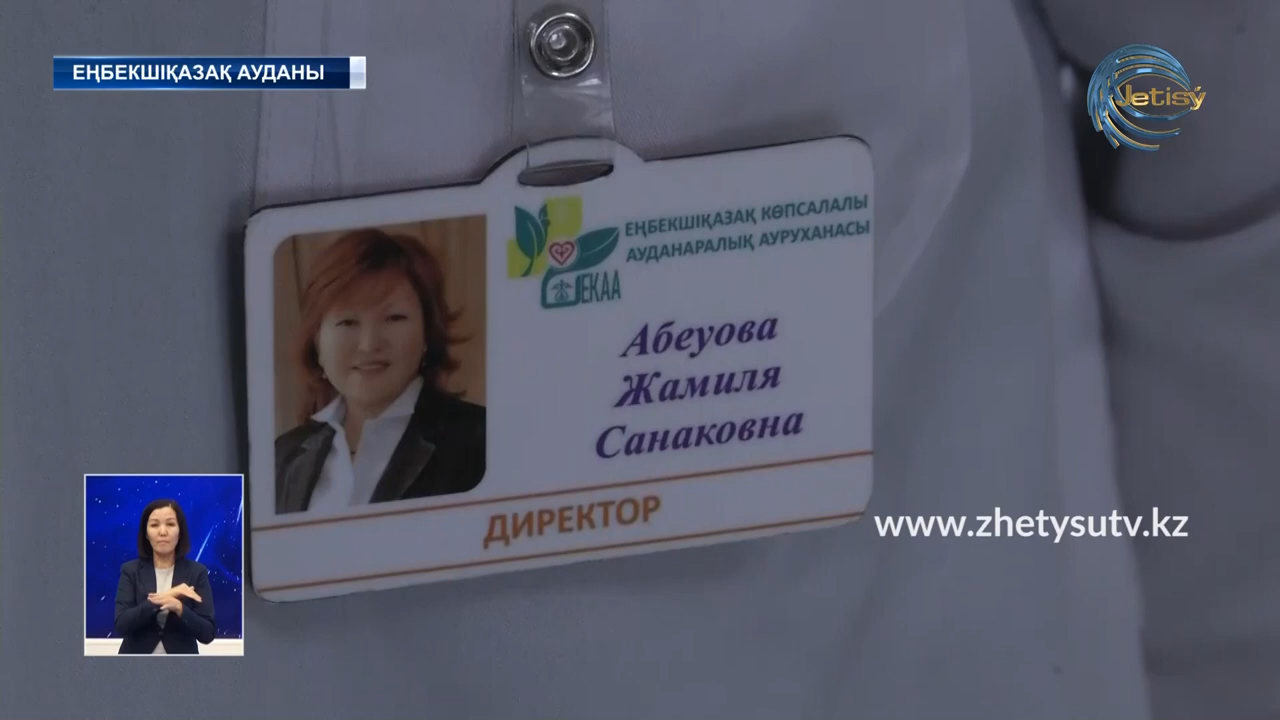 ЕҢБЕКШІҚАЗАҚ АУДАНЫ
Jetisý
ЕҢБЕКШІҚАЗАҚ КӨПСАЛАЛЫ
АУДАНАРАЛЫҚ АУРУХАНАСЫ
ЕКАА
Абеуова
Жамиля
Санаковна
ДИРЕКТОР
www.zhetysutv.kz